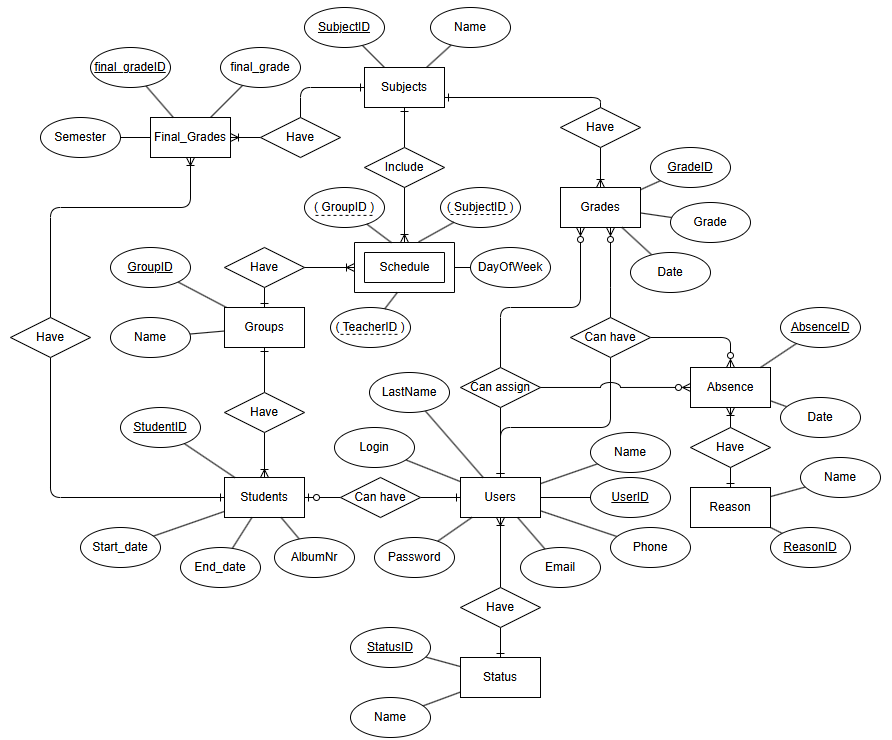 SubjectID
Name
final_gradeID
final_grade
Subjects
Semester
Final_Grades
Have
Have
Include
GradeID
( GroupID )
( SubjectID )
Grades
Grade
GroupID
Have
Schedule
DayOfWeek
Date
Groups
( TeacherID )
AbsenceID
Name
Have
Can have
Can assign
Absence
LastName
Have
Date
StudentID
Login
Name
Have
Name
Students
Can have
Users
UserID
Reason
Start_date
End_date
AlbumNr
Password
Email
Phone
ReasonID
Have
StatusID
Status
Name